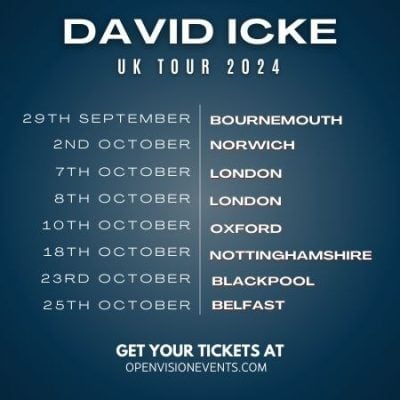 DAVID ICKE
UK TOUR 2024
29TH SEPTEMBER BOURNEMOUTH
2ND OCTOBER NORWICH
7TH OCTOBER LONDON
8TH OCTOBER LONDON
10TH OCTOBER OXFORD
18TH OCTOBER NOTTINGHAMSHIRE
23RD OCTOBER BLACKPOOL
25TH OCTOBER BELFAST
GET YOUR TICKETS AT
OPENVISIONEVENTS.COM